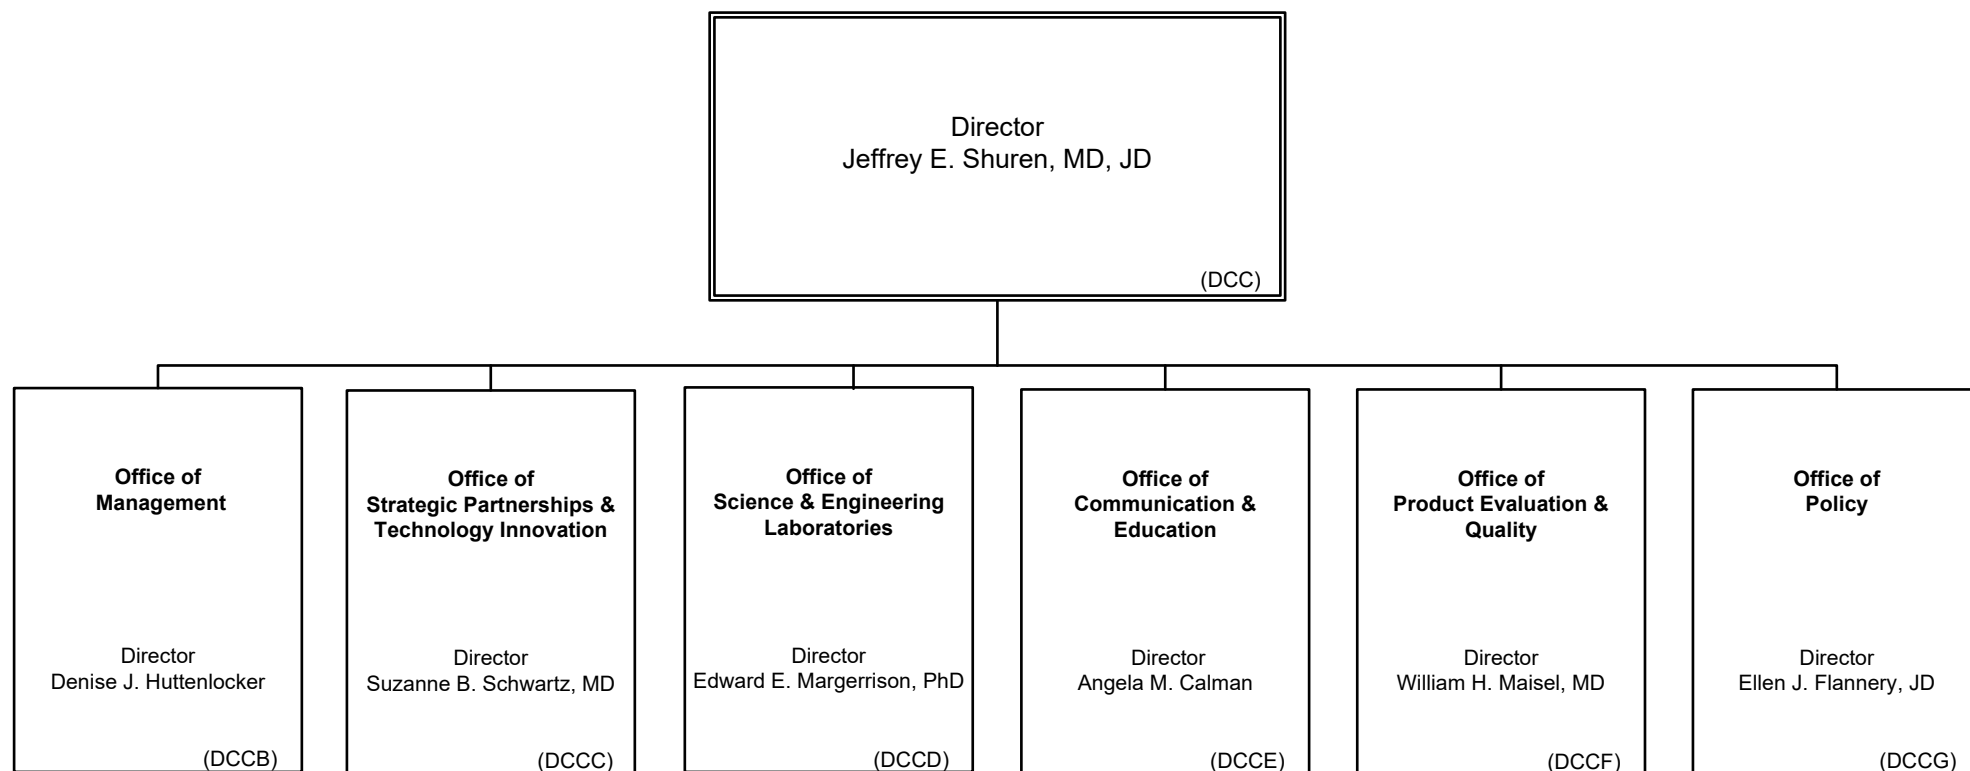 Director
Jeffrey E. Shuren, MD, JD
(DCC)
Office of
Management
Director
Denise J. Huttenlocker
(DCCB)
Office of
Strategic Partnerships &
Technology Innovation
Director
Suzanne B. Schwartz, MD
(DCCC)
Office of
Science & Engineering
Laboratories
Director
Edward E. Margerrison, PhD
(DCCD)
Office of
Communication &
Education
Director
Angela M. Calman
(DCCE)
Office of
Product Evaluation &
Quality
Director
William H. Maisel, MD
(DCCF)
Office of
Policy
Director
Ellen J. Flannery, JD
(DCCG)